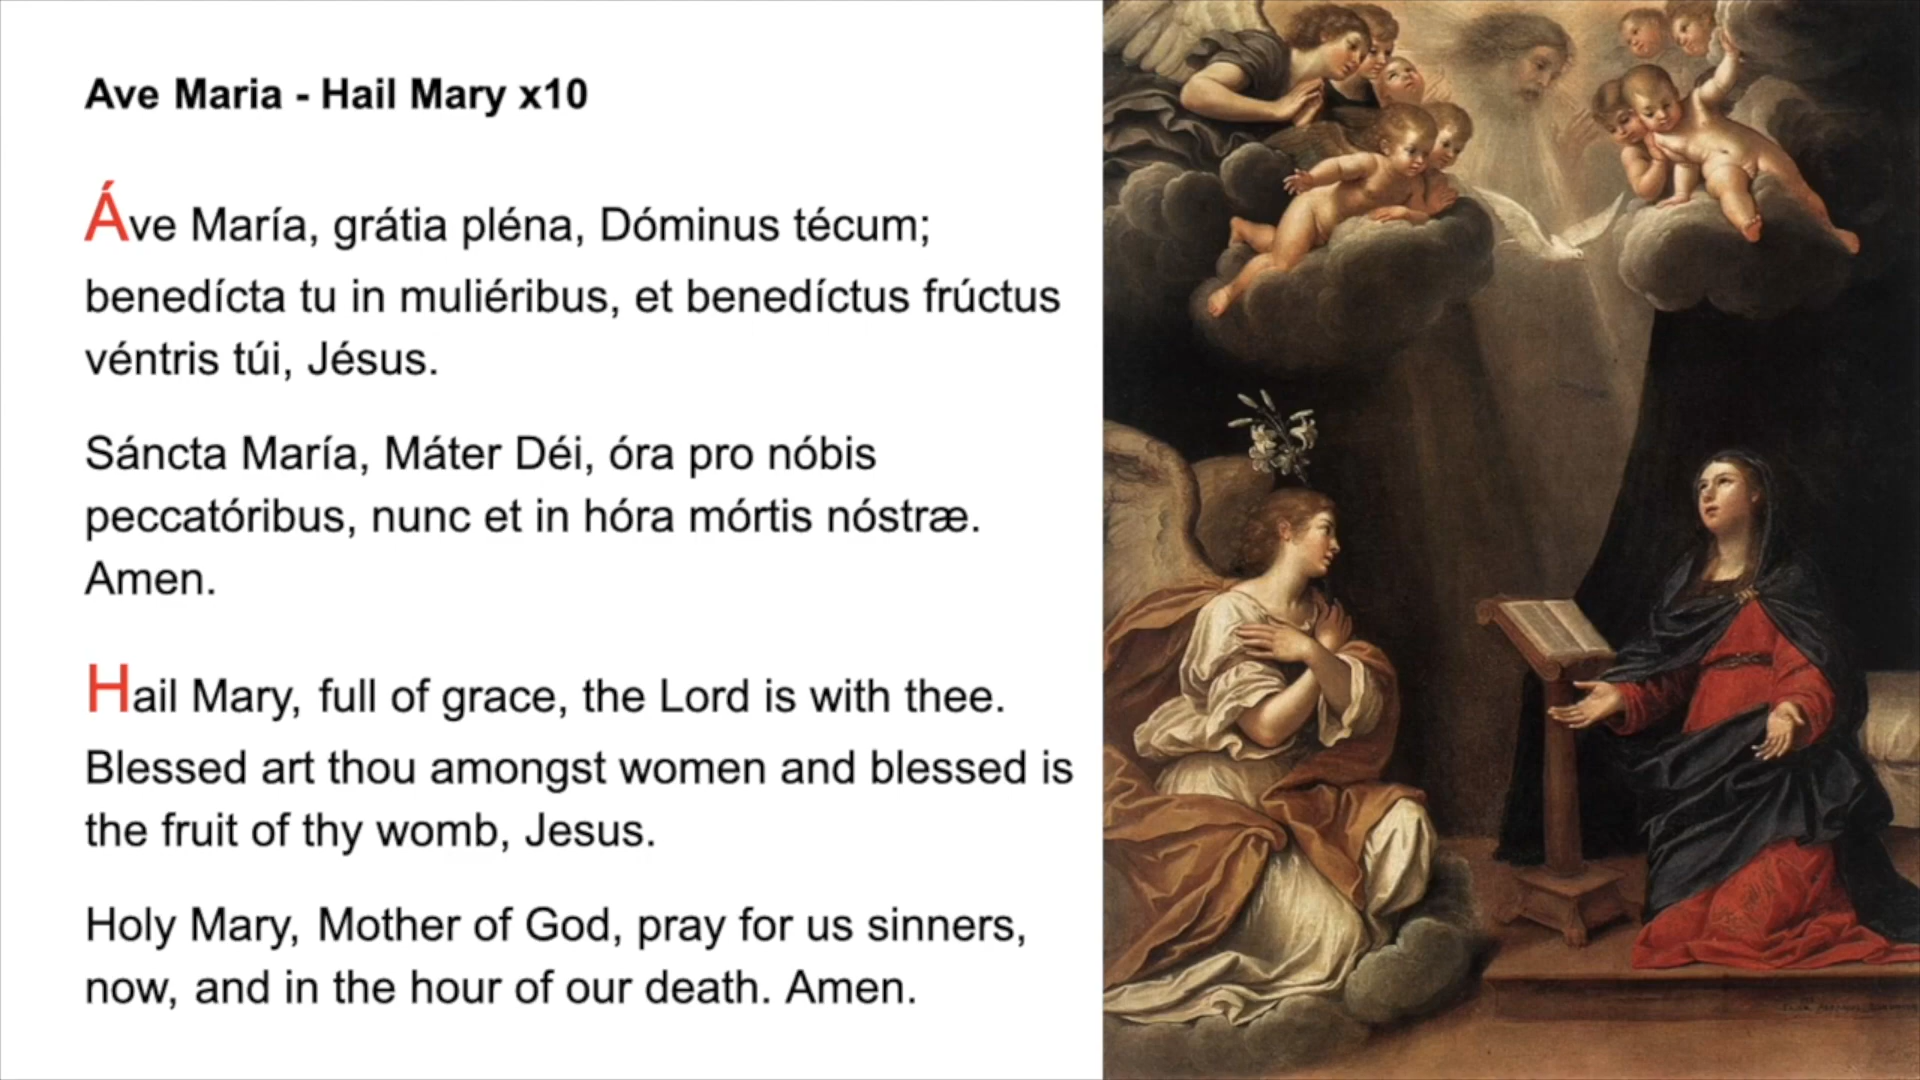 Ave Maria - Hail Mary x10
Áve María, grátia pléna, Dóminus técum;
benedícta tu in muliéribus, et benedíctus frúctus
véntris túi, Jésus.
Sáncta María, Máter Déi, óra pro nóbis
peccatóribus, nunc et in hóra mórtis nóstræ.
Amen.
Hail Mary, full of grace, the Lord is with thee.
Blessed art thou amongst women and blessed is
the fruit of thy womb, Jesus.
Holy Mary, Mother of God, pray for us sinners,
now, and in the hour of our death. Amen.